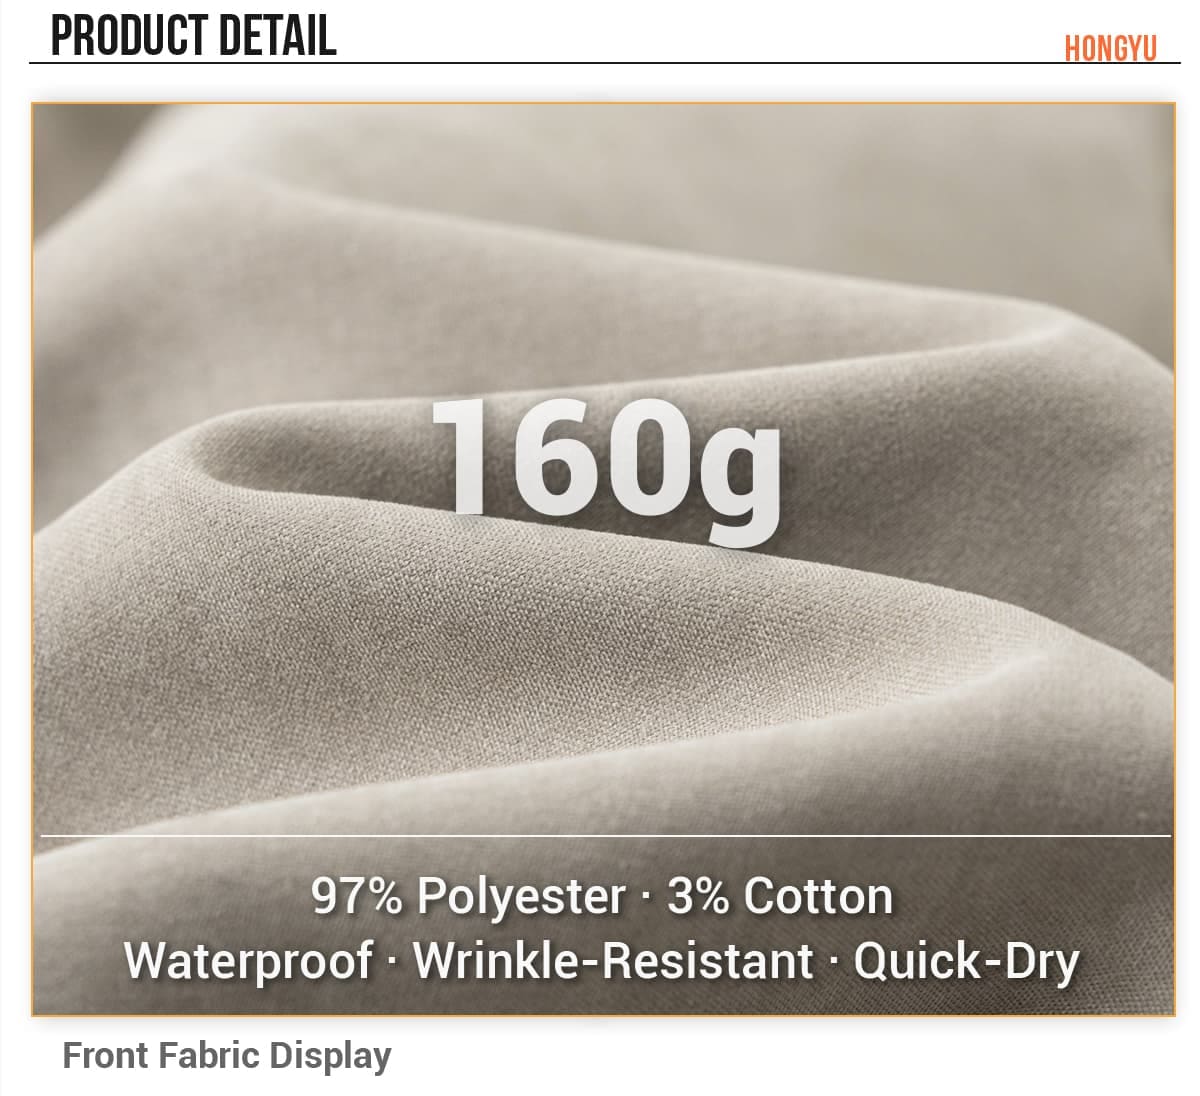 PRODUCT DETAIL
HONGYU
160g
97% Polyester · 3% Cotton
Waterproof · Wrinkle-Resistant · Quick-Dry
Front Fabric Display